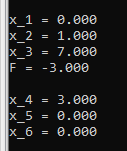 x_1 = 0.000
x_2 = 1.000
x_3 = 7.000
F = -3.000
x_4 = 3.000
x_5 = 0.000
x_6 = 0.000